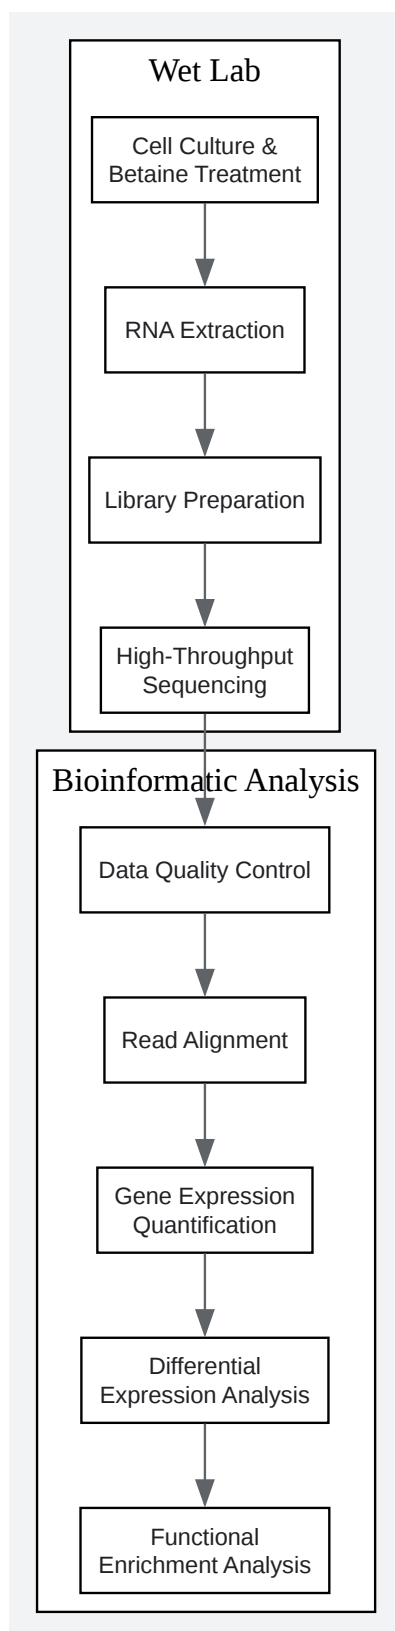 Wet Lab
Cell Culture &
Betaine Treatment
RNA Extraction
Library Preparation
High-Throughput
Sequencing
Bioinformatic Analysis
Data Quality Control
Read Alignment
Gene Expression
Quantification
Differential
Expression Analysis
Functional
Enrichment Analysis